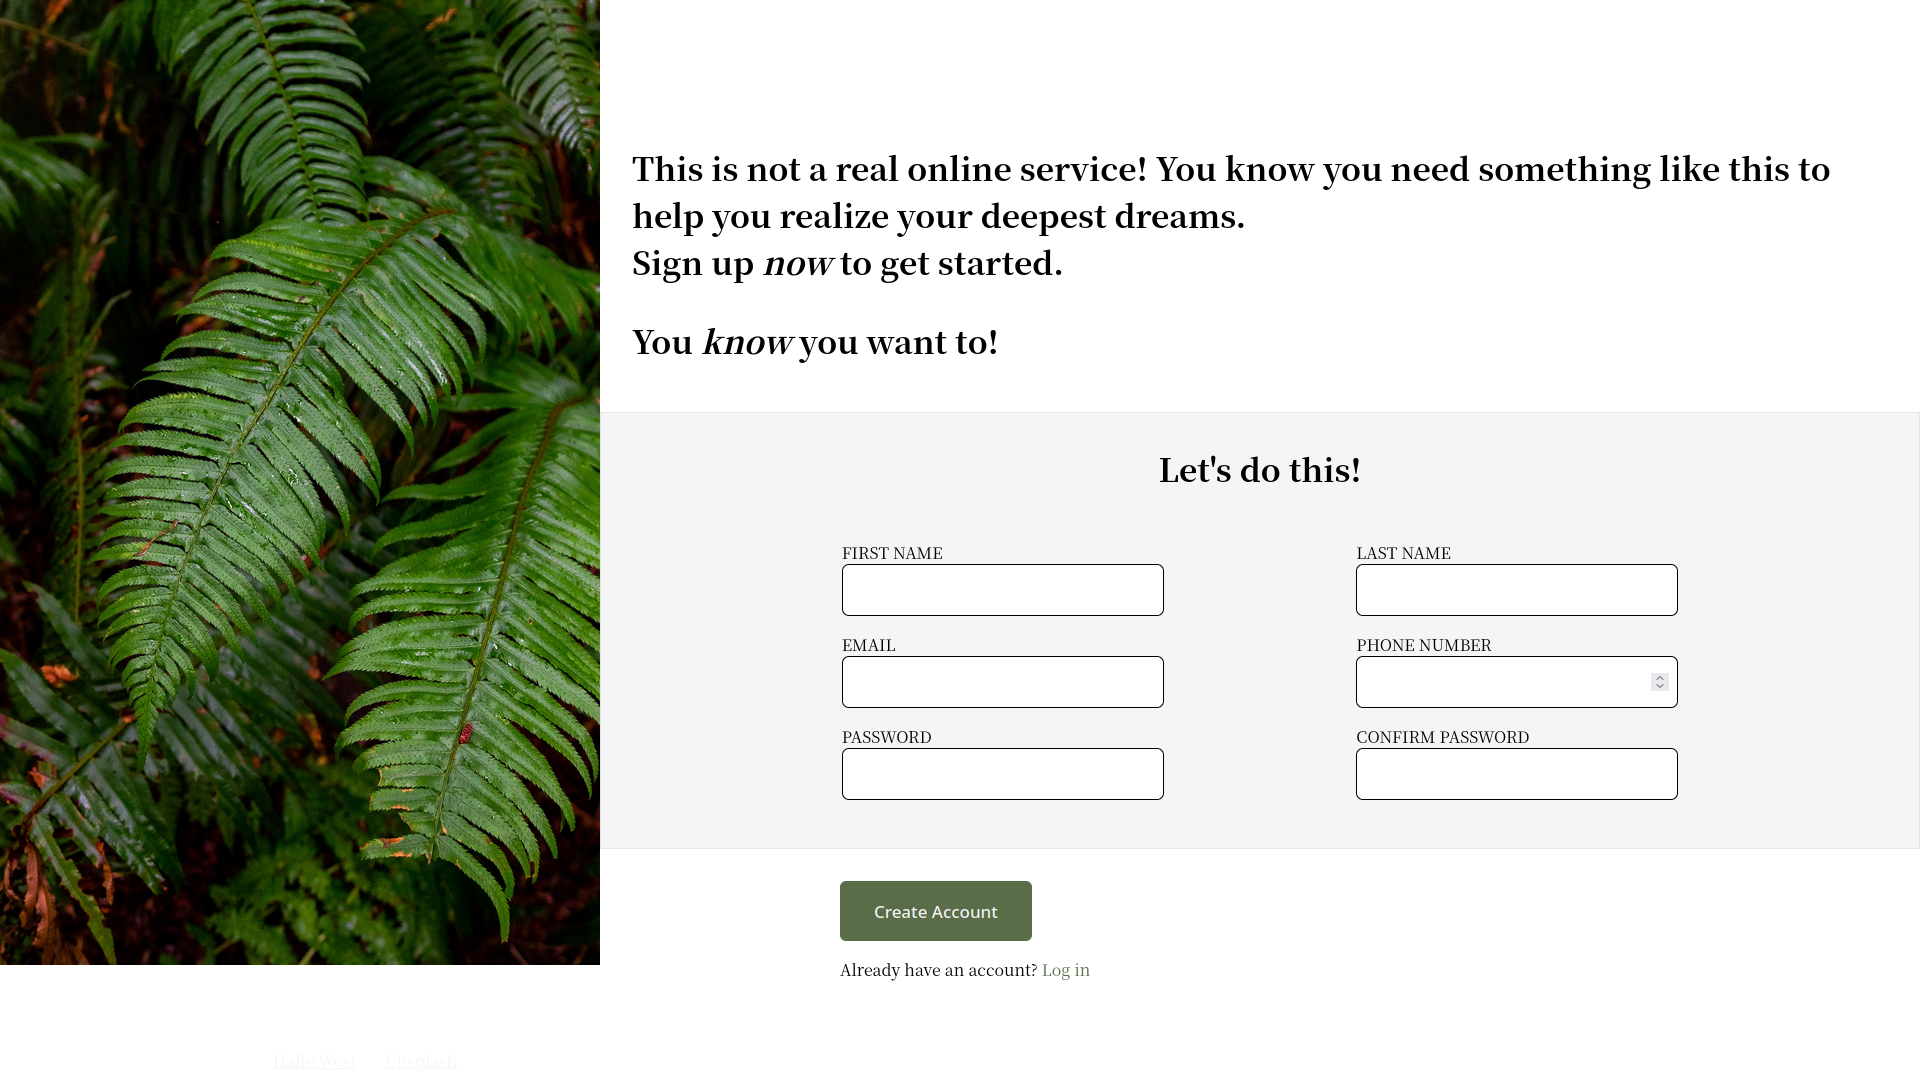 This is not a real online service! You know you need something like this to
help you realize your deepest dreams.
Sign up now to get started.
You know you want to!
Let's do this!
FIRST NAME
LAST NAME
EMAIL
PHONE NUMBER
PASSWORD
CONFIRM PASSWORD
Create Account
Already have an account? Log in
Halie West Unsplash